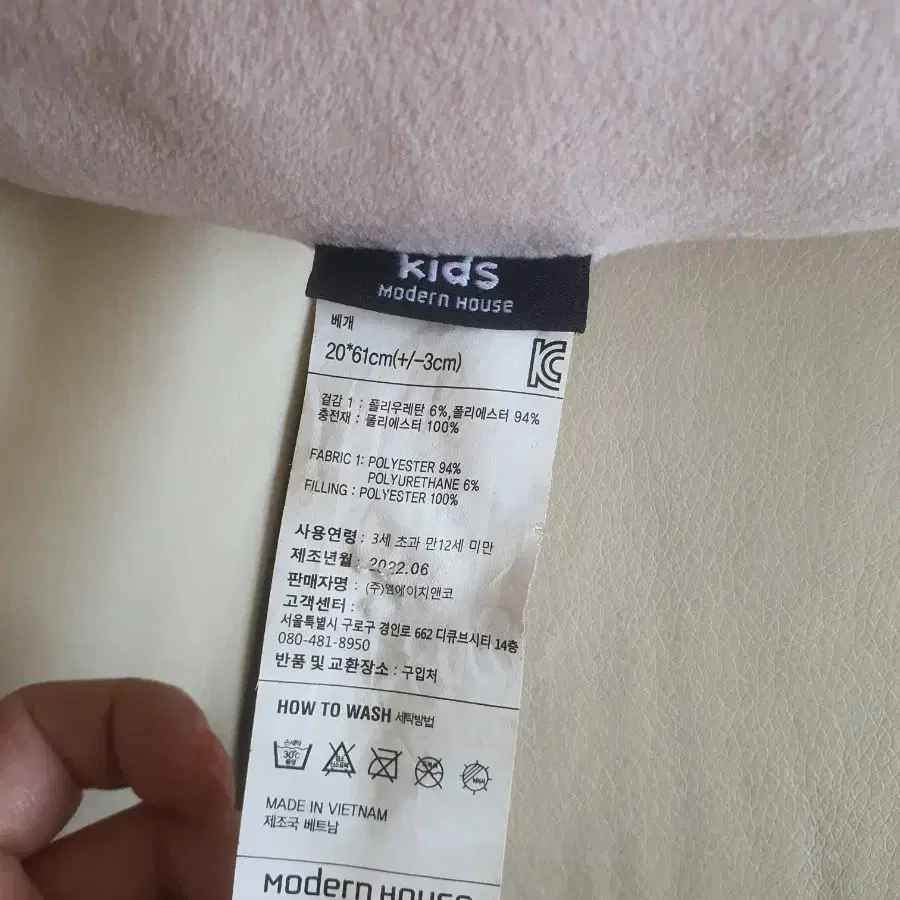 kids
Modern House
베개
20*61cm(+/-3cm)
겉감 1 : 폴리우레탄 6%, 폴리에스터 94%
충전재 : 폴리에스터 100%
FABRIC 1: POLYESTER 94%
POLYURETHANE 6%
FILLING : POLYESTER 100%
사용연령 : 3세 초과 만12세 미만
제조년월 : 2022.06
판매자명 : (주)엠에이치앤코
고객센터 :
서울특별시 구로구 경인로 662 디큐브시티 14층
080-481-8950
반품 및 교환장소 : 구입처
HOW TO WASH 세탁방법
손세탁
30℃
중성
MADE IN VIETNAM
제조국 베트남
Modern House